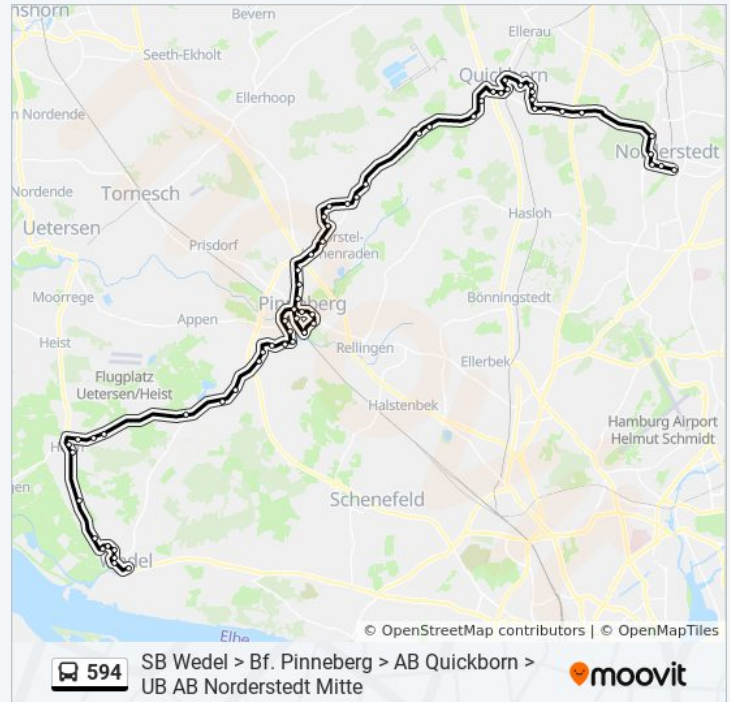 nshorn
Bevern
Ellerau
Seeth-Ekholt
Quickborn
Ellerhoop
n Nordende
Norderstedt
Nordende
Tornesch
Hasloh
Uetersen
Prisdorf
Moorrege
Pinneberg
Bönningstedt
Appen
Heist
Rellingen
Ellerbek
Flugplatz
Uetersen/Heist
Halstenbek
Hamburg Airport
Helmut Schmidt
gen
Schenefeld
Wedel
Elbe
© OpenStreetMap contributors | © OpenMapTiles
594
SB Wedel > Bf. Pinneberg > AB Quickborn >
UB AB Norderstedt Mitte
moovit